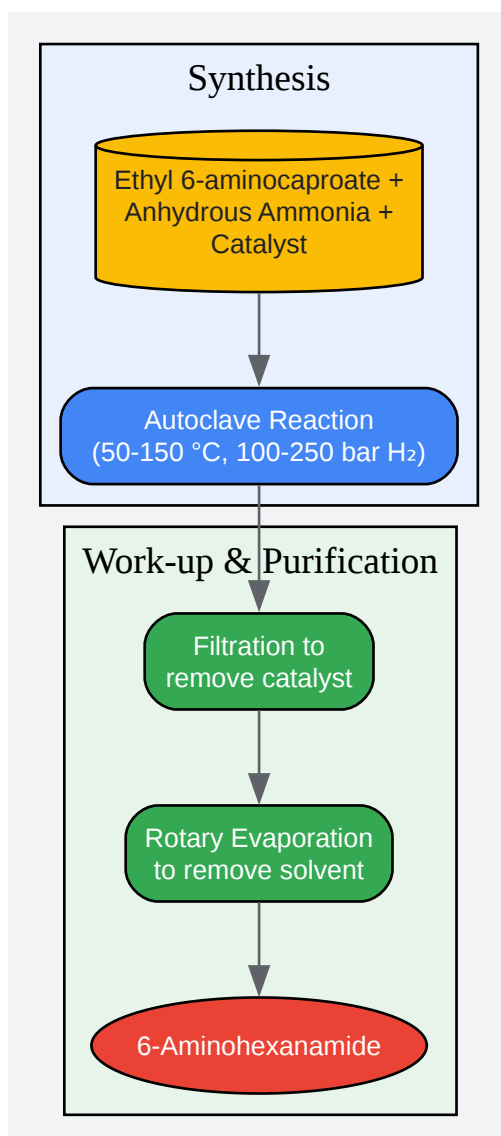 Synthesis
Ethyl 6-aminocaproate +
Anhydrous Ammonia +
Catalyst
Autoclave Reaction
(50-150 °C, 100-250 bar H₂)
Work-up & Purification
Filtration to
remove catalyst
Rotary Evaporation
to remove solvent
6-Aminohexanamide